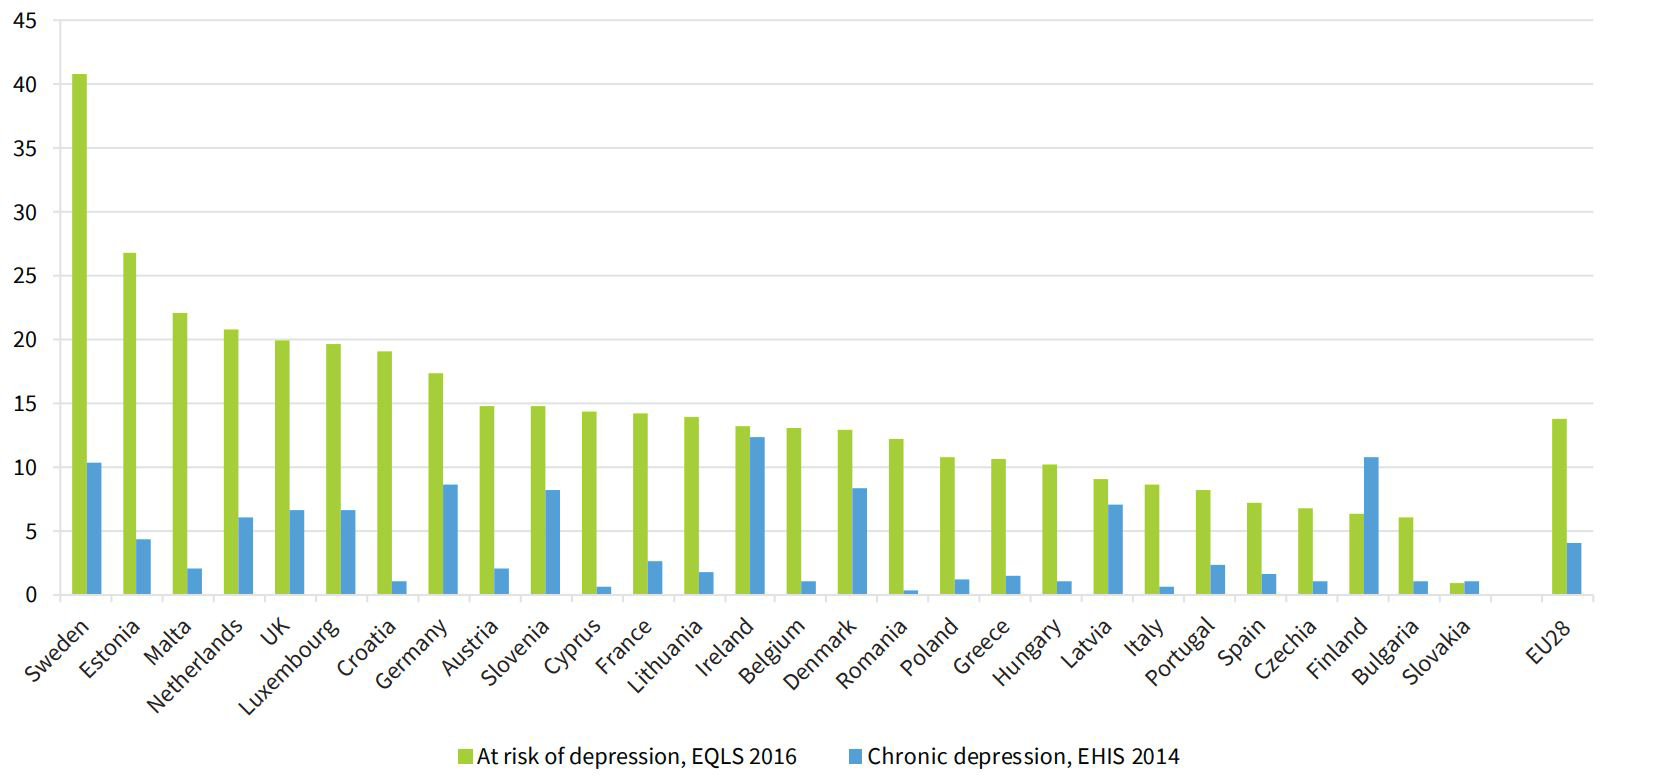 45
40
35
30
25
20
15
10
5
0
Sweden
Estonia
Malta
Netherlands
UK
Luxembourg
Croatia
Germany
Austria
Slovenia
Cyprus
France
Lithuania
Ireland
Belgium
Denmark
Romania
Poland
Greece
Hungary
Latvia
Italy
Portugal
Spain
Czechia
Finland
Bulgaria
Slovakia
EU28
At risk of depression, EQLS 2016
Chronic depression, EHIS 2014